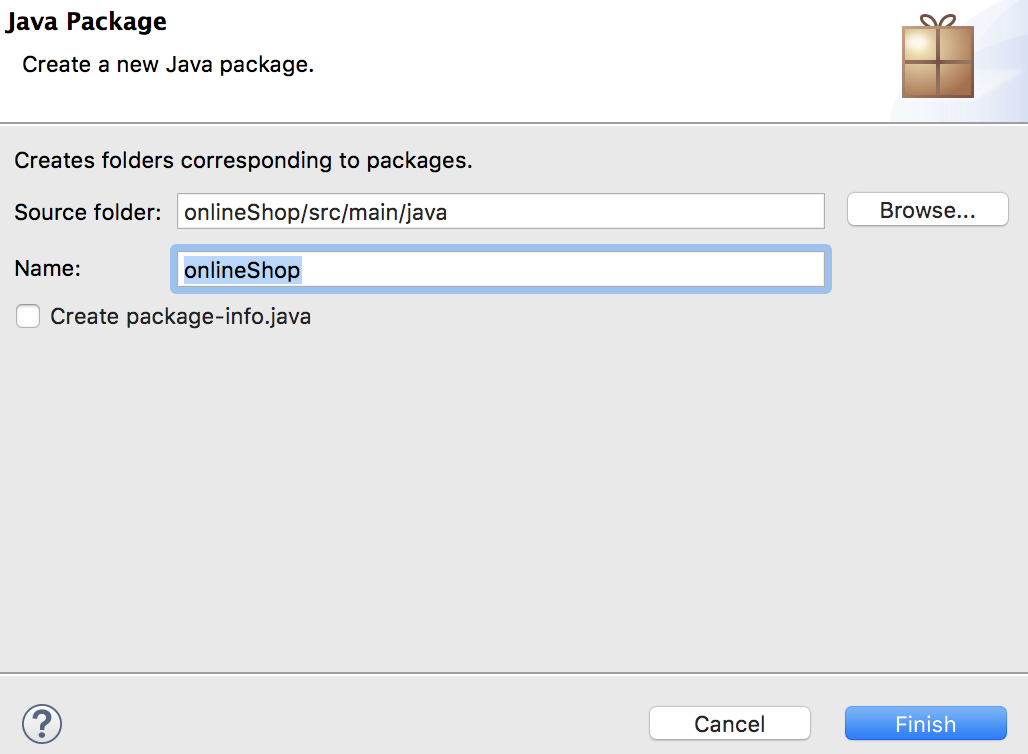 Java Package
Create a new Java package.
Creates folders corresponding to packages.
Source folder: onlineShop/src/main/java Browse...
Name: onlineShop
Create package-info.java
? Cancel Finish